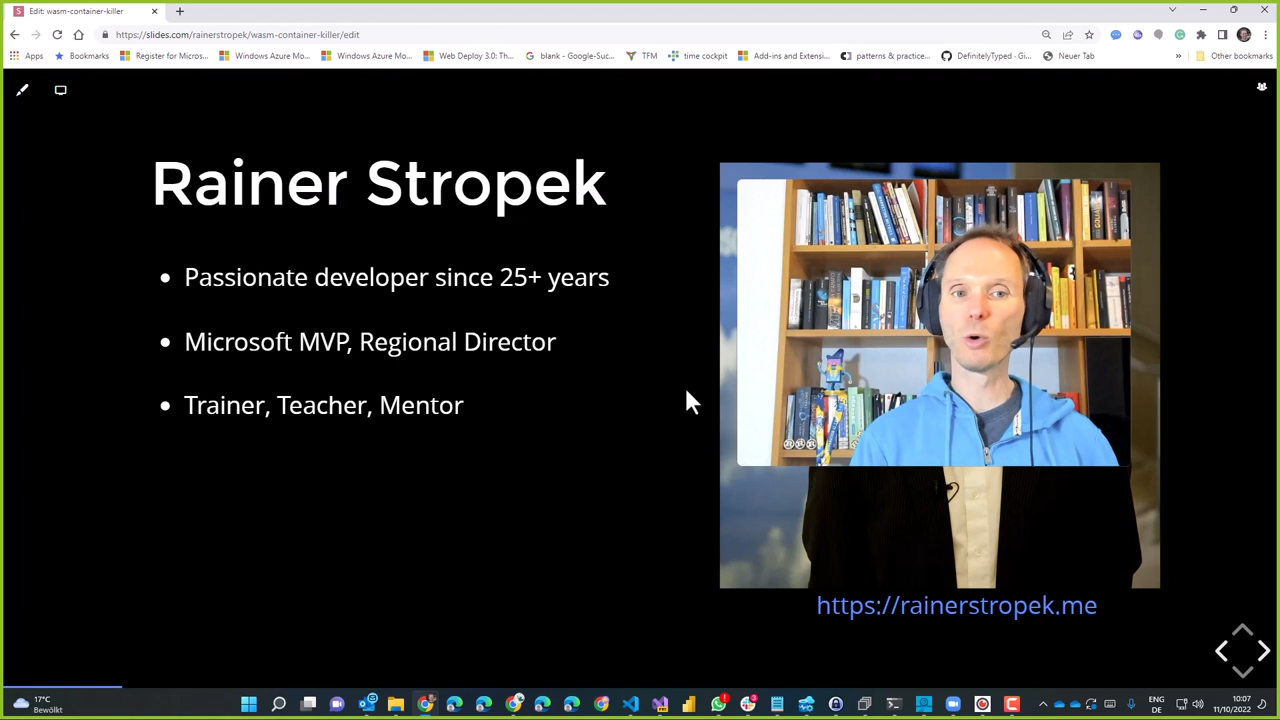 Edit: wasm-container-killer
https://slides.com/rainerstropek/wasm-container-killer/edit
Apps
Bookmarks
Register for Micros...
Windows Azure Mo...
Windows Azure Mo...
Web Deploy 3.0: Th...
blank - Google-Suc...
TFM
time cockpit
Add-ins and Extensi...
patterns & practice...
DefinitelyTyped - Gi...
Neuer Tab
»
Other bookmarks
Rainer Stropek
• Passionate developer since 25+ years
• Microsoft MVP, Regional Director
• Trainer, Teacher, Mentor
https://rainerstropek.me
17°C
Bewölkt
ENG
DE
10:07
11/10/2022